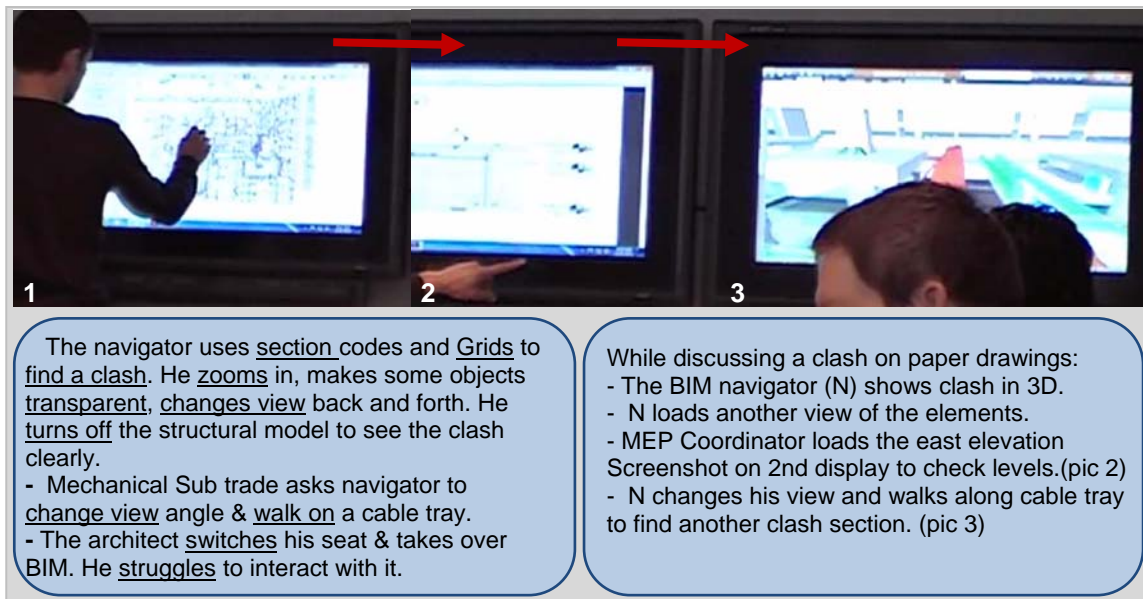 1
2
3
The navigator uses section codes and Grids to
find a clash. He zooms in, makes some objects
transparent, changes view back and forth. He
turns off the structural model to see the clash
clearly.
- Mechanical Sub trade asks navigator to
change view angle & walk on a cable tray.
- The architect switches his seat & takes over
BIM. He struggles to interact with it.
While discussing a clash on paper drawings:
- The BIM navigator (N) shows clash in 3D.
- N loads another view of the elements.
- MEP Coordinator loads the east elevation
Screenshot on 2nd display to check levels.(pic 2)
- N changes his view and walks along cable tray
to find another clash section. (pic 3)